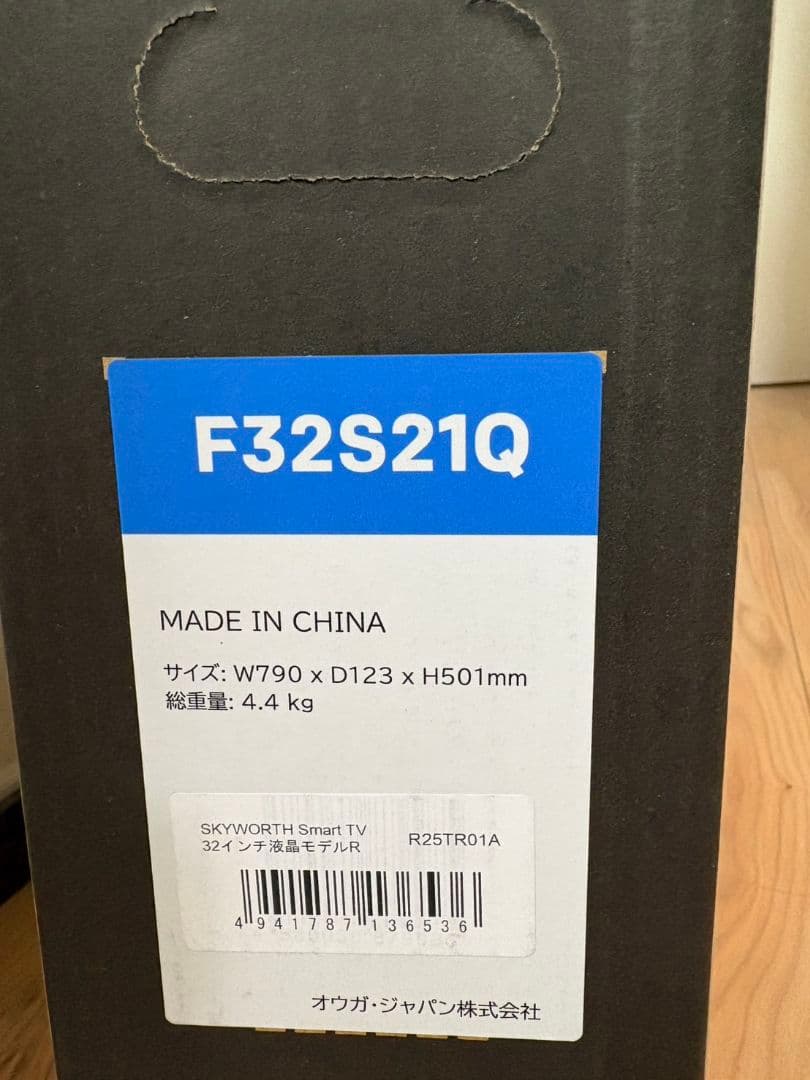 F32S21Q
MADE IN CHINA
サイズ: W790 x D123 x H501mm
総重量: 4.4 kg
SKYWORTH Smart TV
32インチ液晶モデルR
R25TR01A
4941787136536
オウガ・ジャパン株式会社